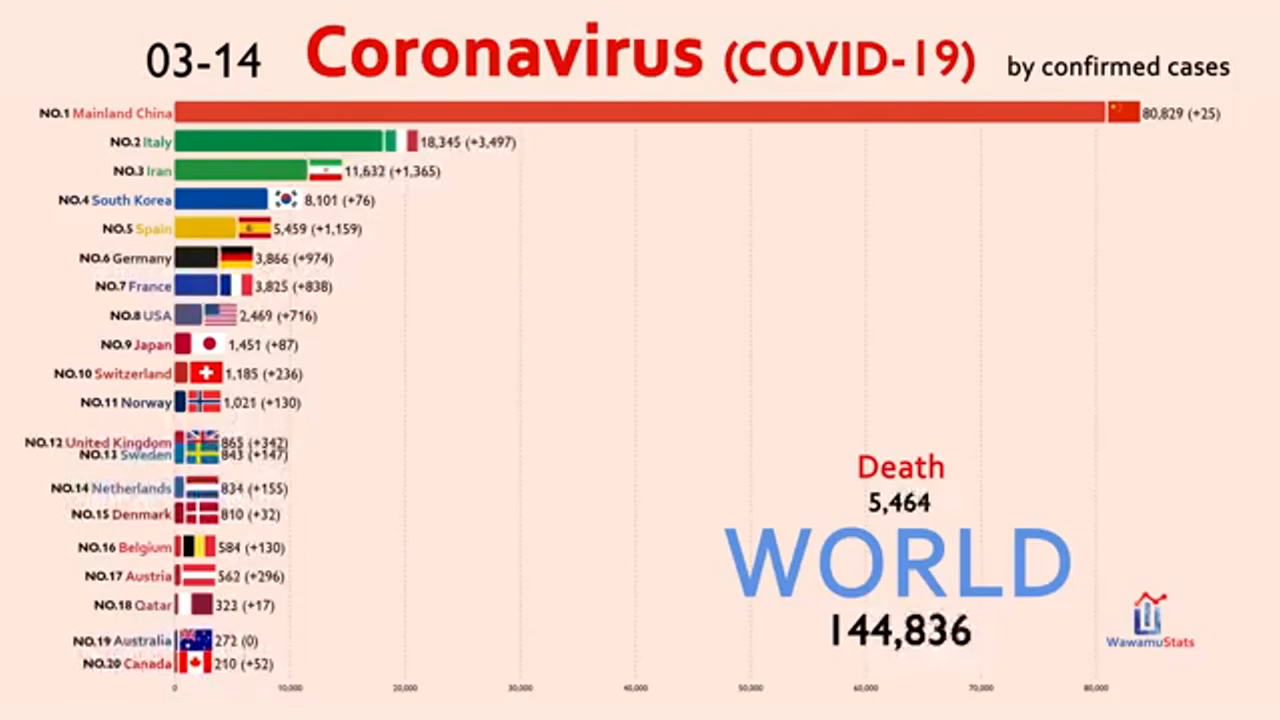 03-14 Coronavirus (COVID-19) by confirmed cases
NO.1 Mainland China 80,829 (+25)
NO.2 Italy 18,345 (+3,497)
NO.3 Iran 11,632 (+1,365)
NO.4 South Korea 8,101 (+76)
NO.5 Spain 5,459 (+1,159)
NO.6 Germany 3,866 (+974)
NO.7 France 3,825 (+838)
NO.8 USA 2,469 (+716)
NO.9 Japan 1,451 (+87)
NO.10 Switzerland 1,185 (+236)
NO.11 Norway 1,021 (+130)
NO.12 United Kingdom 865 (+342)
NO.13 Sweden 843 (+147)
NO.14 Netherlands 834 (+155)
NO.15 Denmark 810 (+32)
NO.16 Belgium 584 (+130)
NO.17 Austria 562 (+296)
NO.18 Qatar 323 (+17)
NO.19 Australia 272 (0)
NO.20 Canada 210 (+52)
Death
5,464
WORLD
144,836
WawamuStats
0 10,000 20,000 30,000 40,000 50,000 60,000 70,000 80,000